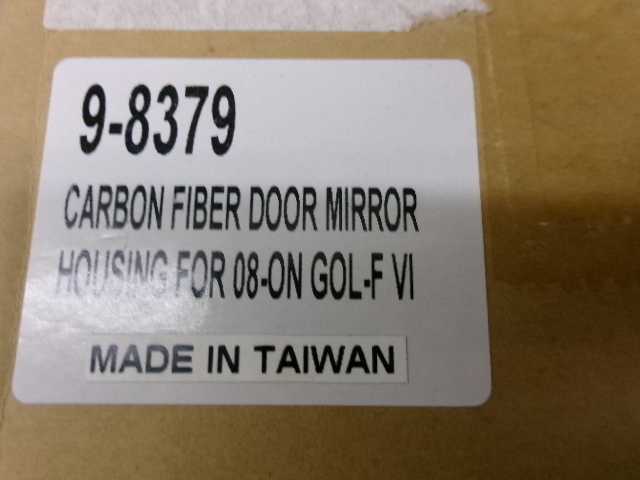 9-8379
CARBON FIBER DOOR MIRROR
HOUSING FOR 08-ON GOL-F VI
MADE IN TAIWAN